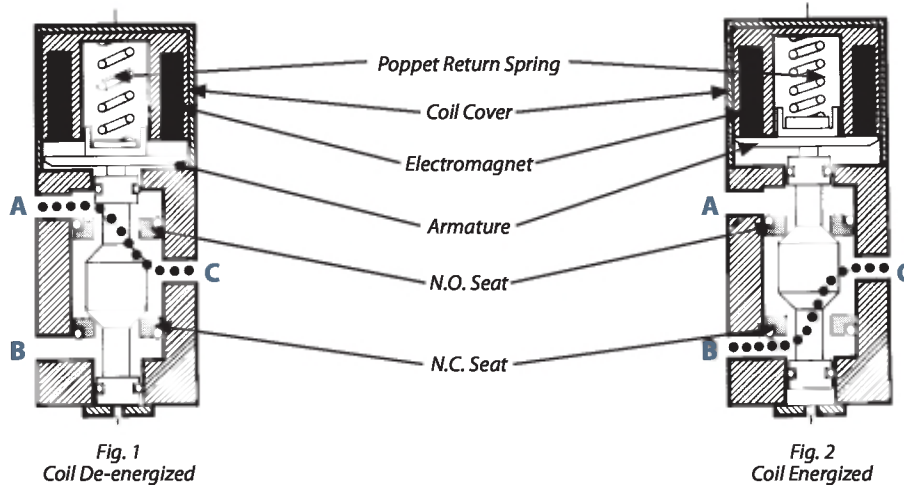 Poppet Return Spring
Coil Cover
Electromagnet
Armature
N.O. Seat
N.C. Seat
A
C
B
A
C
B
Fig. 1
Coil De-energized
Fig. 2
Coil Energized